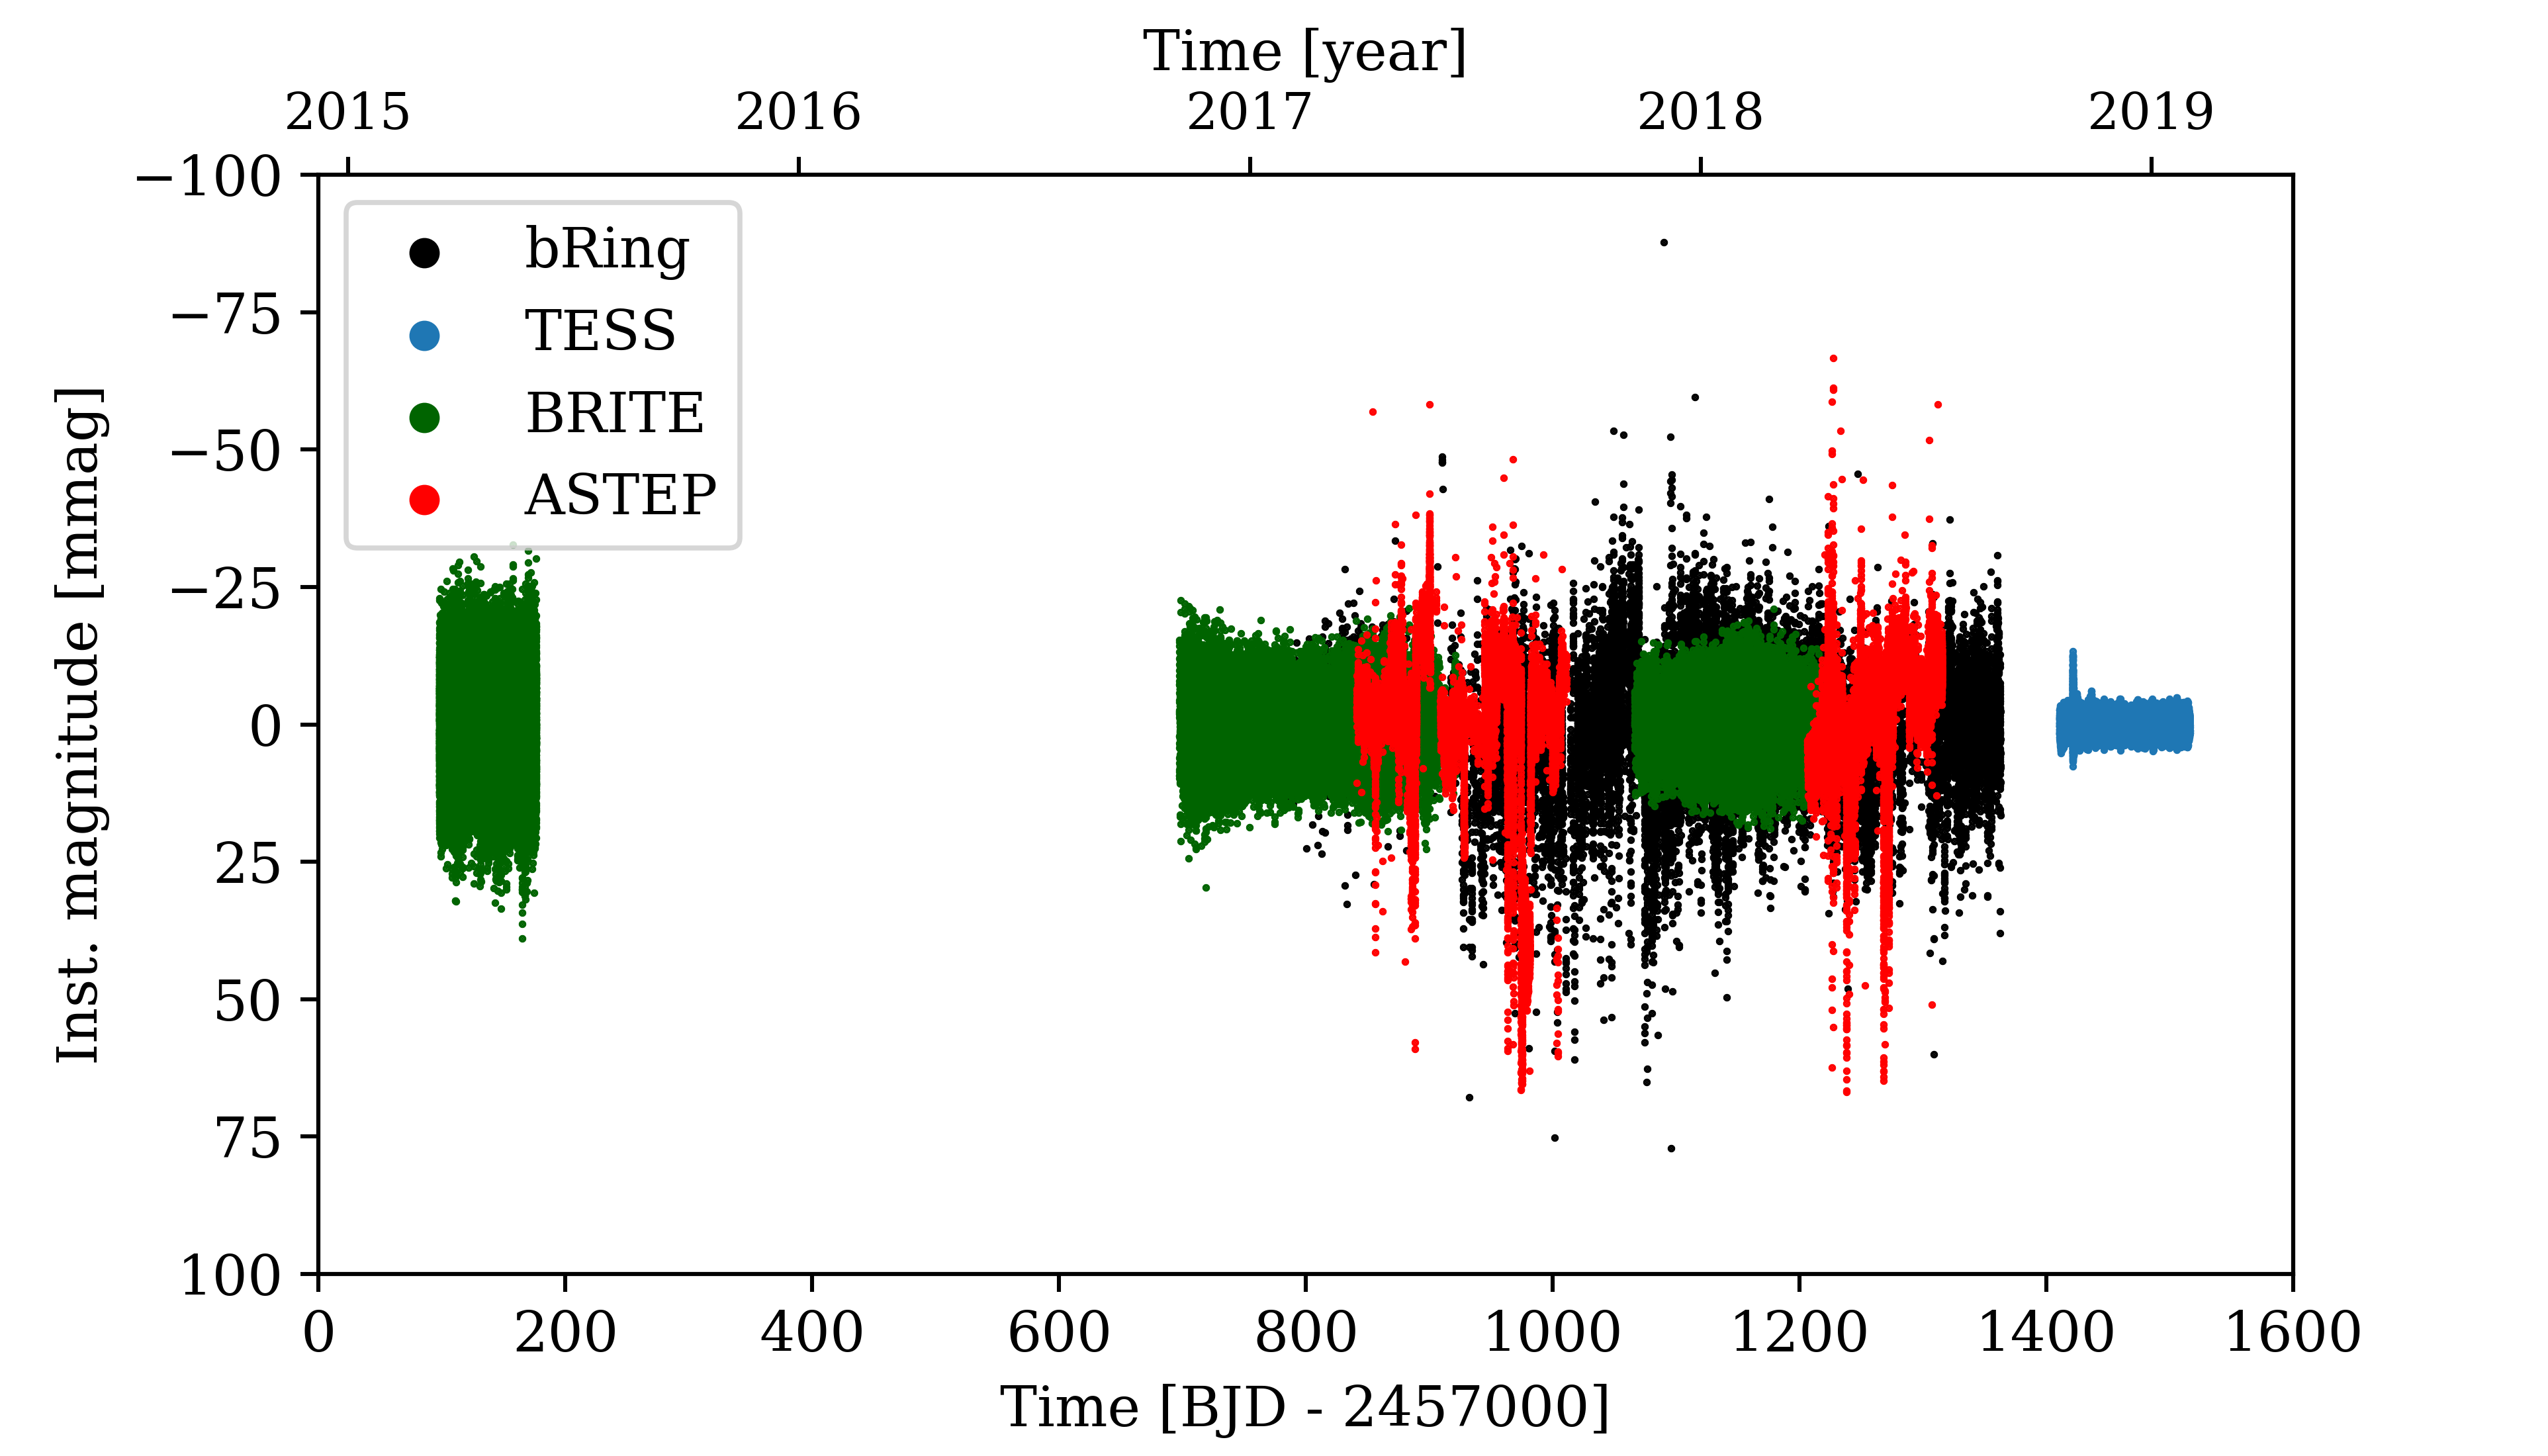 Time [year]
2015 2016 2017 2018 2019
−100
−75
−50
−25
0
25
50
75
100
Inst. magnitude [mmag]
bRing
TESS
BRITE
ASTEP
0 200 400 600 800 1000 1200 1400 1600
Time [BJD - 2457000]